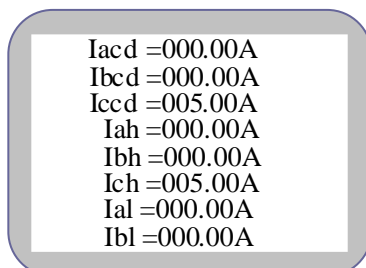 Iacd =000.00A
Ibcd =000.00A
Iccd =005.00A
Iah =000.00A
Ibh =000.00A
Ich =005.00A
Ial =000.00A
Ibl =000.00A